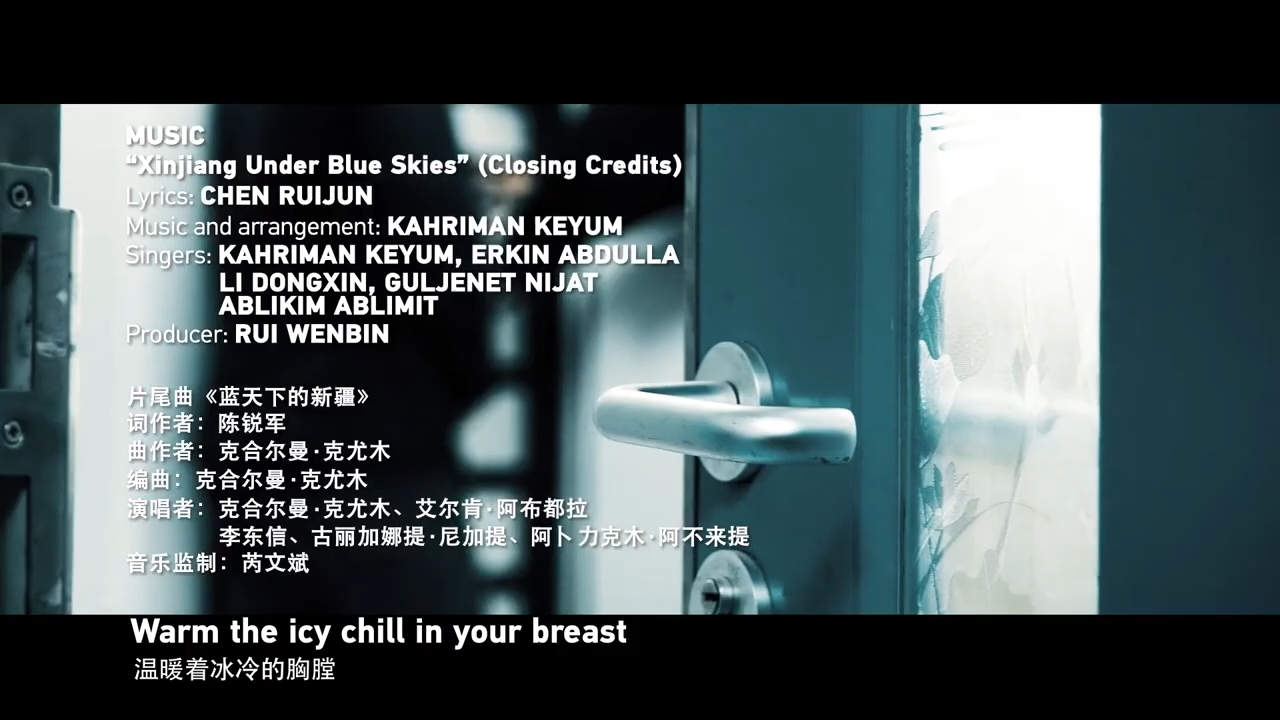 MUSIC
“Xinjiang Under Blue Skies” (Closing Credits)
Lyrics: CHEN RUIJUN
Music and arrangement: KAHRIMAN KEYUM
Singers: KAHRIMAN KEYUM, ERKIN ABDULLA
LI DONGXIN, GULJENET NIJAT
ABLIKIM ABLIMIT
Producer: RUI WENBIN
片尾曲《蓝天下的新疆》
词作者：陈锐军
曲作者：克合尔曼·克尤木
编曲：克合尔曼·克尤木
演唱者：克合尔曼·克尤木、艾尔肯·阿布都拉
李东信、古丽加娜提·尼加提、阿卜力克木·阿不来提
音乐监制：芮文斌
Warm the icy chill in your breast
温暖着冰冷的胸膛